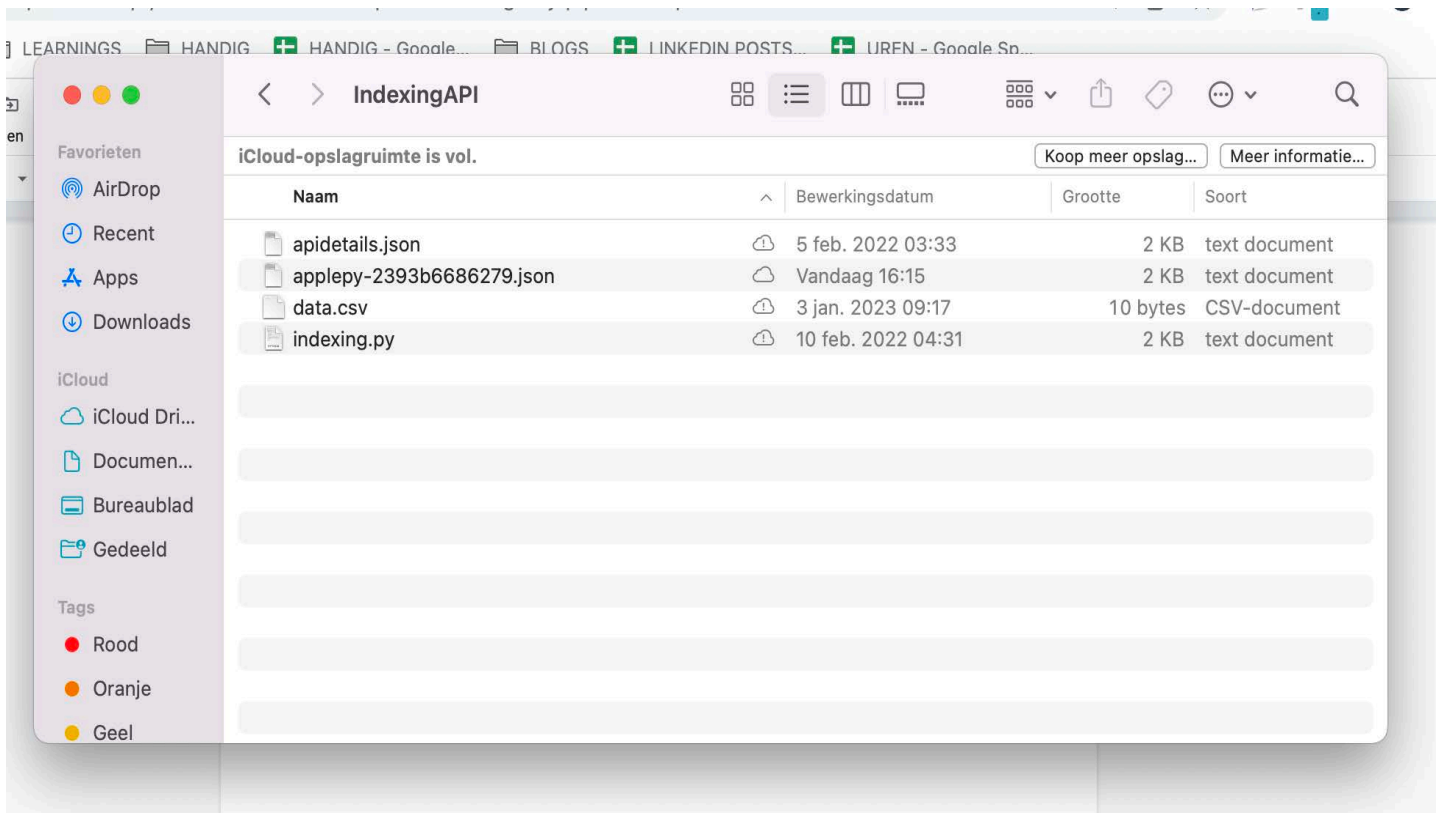 LEARNINGS HANDIG HANDIG - Google... BLOGS LINKEDIN POSTS... UREN - Google Sp...
en
IndexingAPI
Favorieten
AirDrop
Recent
Apps
Downloads
iCloud
iCloud Dri...
Documen...
Bureaublad
Gedeeld
Tags
Rood
Oranje
Geel
iCloud-opslagruimte is vol. Koop meer opslag... Meer informatie...
Naam Bewerkingsdatum Grootte Soort
apidetails.json 5 feb. 2022 03:33 2 KB text document
applepy-2393b6686279.json Vandaag 16:15 2 KB text document
data.csv 3 jan. 2023 09:17 10 bytes CSV-document
indexing.py 10 feb. 2022 04:31 2 KB text document